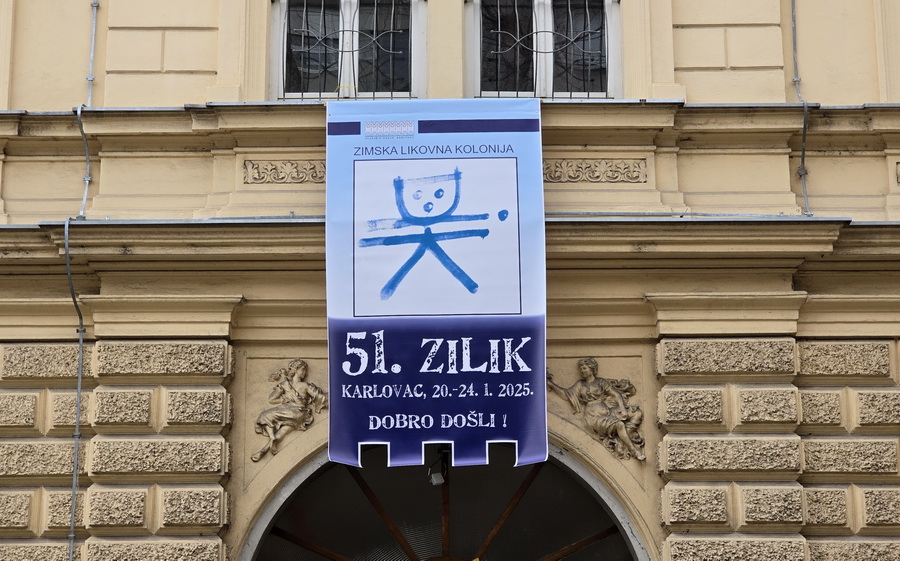 ZIMSKA LIKOVNA KOLONIJA
51. ZILIK
KARLOVAC, 20.-24. 1. 2025.
DOBRO DOŠLI !